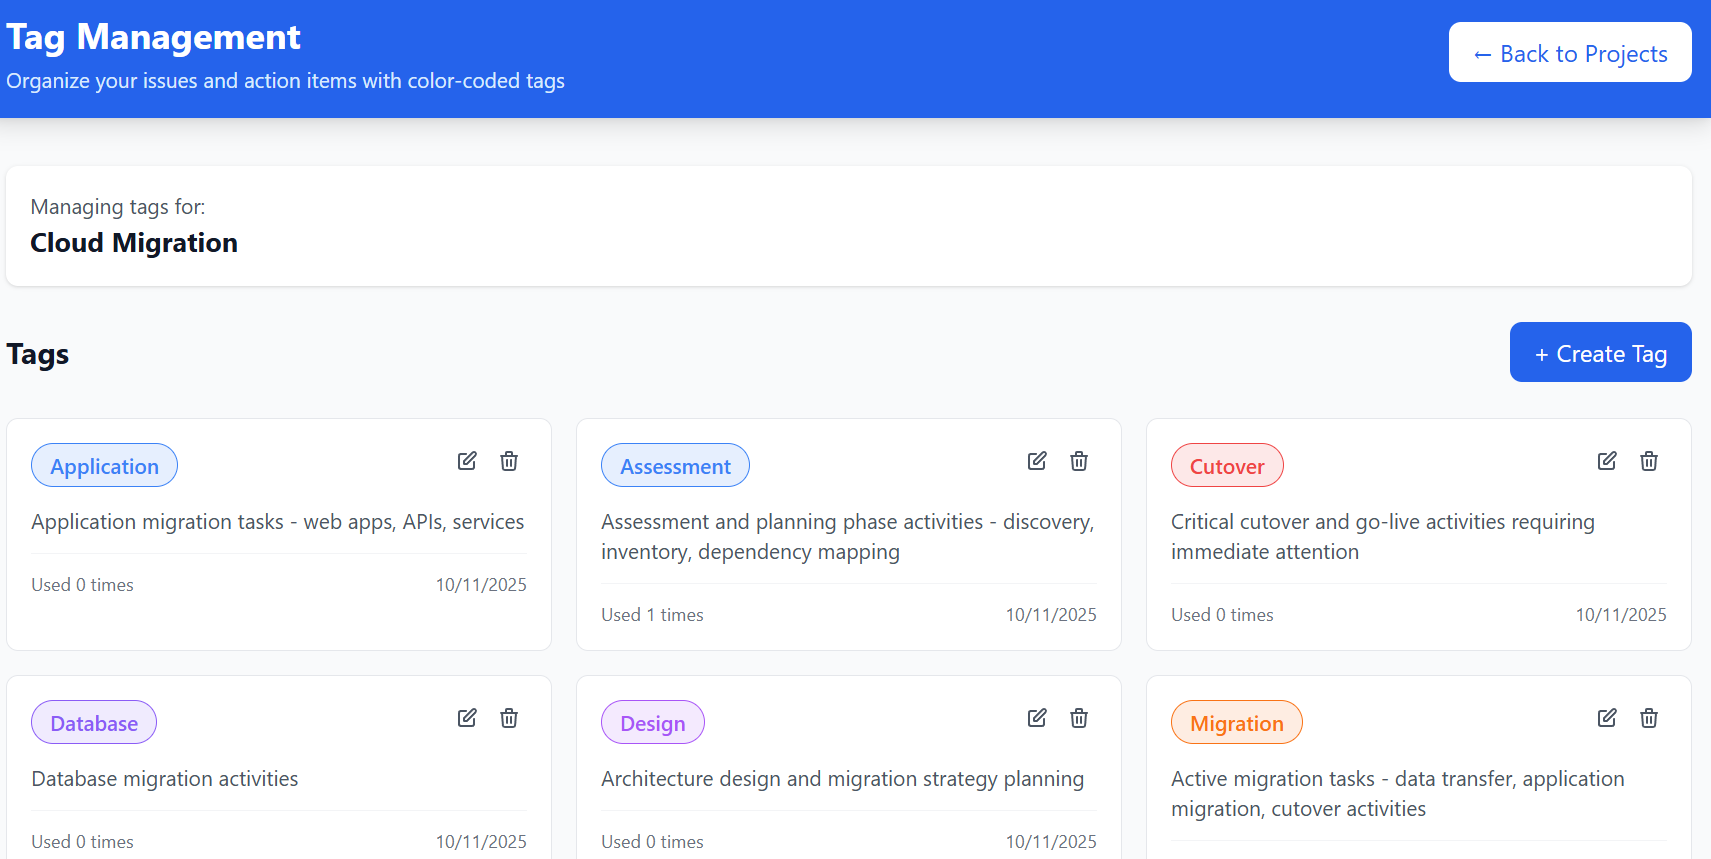 Tag Management
Organize your issues and action items with color-coded tags
← Back to Projects
Managing tags for:
Cloud Migration
Tags
+ Create Tag
Application
Application migration tasks - web apps, APIs, services
Used 0 times
10/11/2025
Assessment
Assessment and planning phase activities - discovery,
inventory, dependency mapping
Used 1 times
10/11/2025
Cutover
Critical cutover and go-live activities requiring
immediate attention
Used 0 times
10/11/2025
Database
Database migration activities
Used 0 times
10/11/2025
Design
Architecture design and migration strategy planning
Used 0 times
10/11/2025
Migration
Active migration tasks - data transfer, application
migration, cutover activities